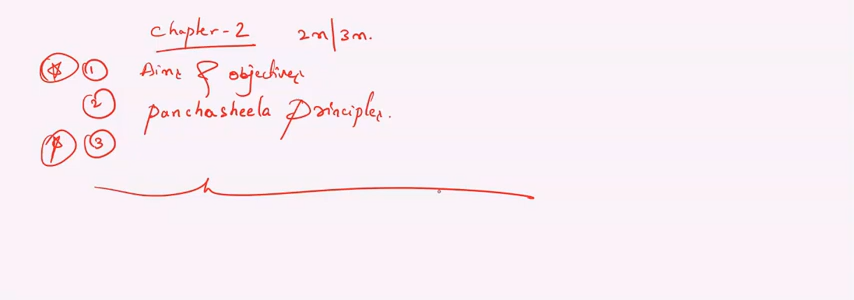 chapter-2 2m/3m.
① Aims & objectives
② Panchasheela Principles.
③